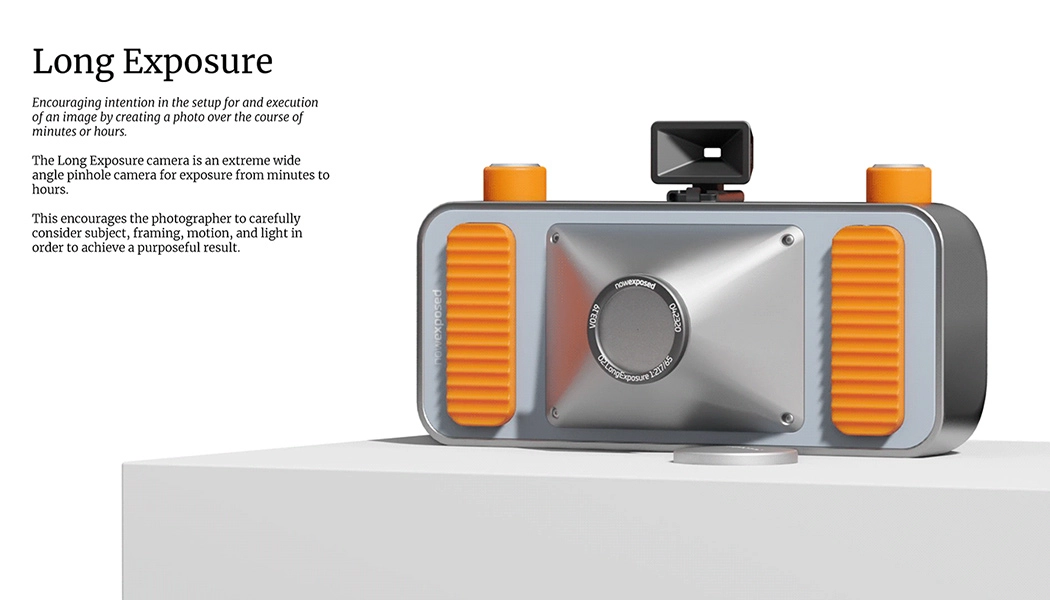 Long Exposure
Encouraging intention in the setup for and execution
of an image by creating a photo over the course of
minutes or hours.
The Long Exposure camera is an extreme wide
angle pinhole camera for exposure from minutes to
hours.
This encourages the photographer to carefully
consider subject, framing, motion, and light in
order to achieve a purposeful result.
nowexposed
nowexposed
V03.19
042320
02 LongExposure 1:217/65